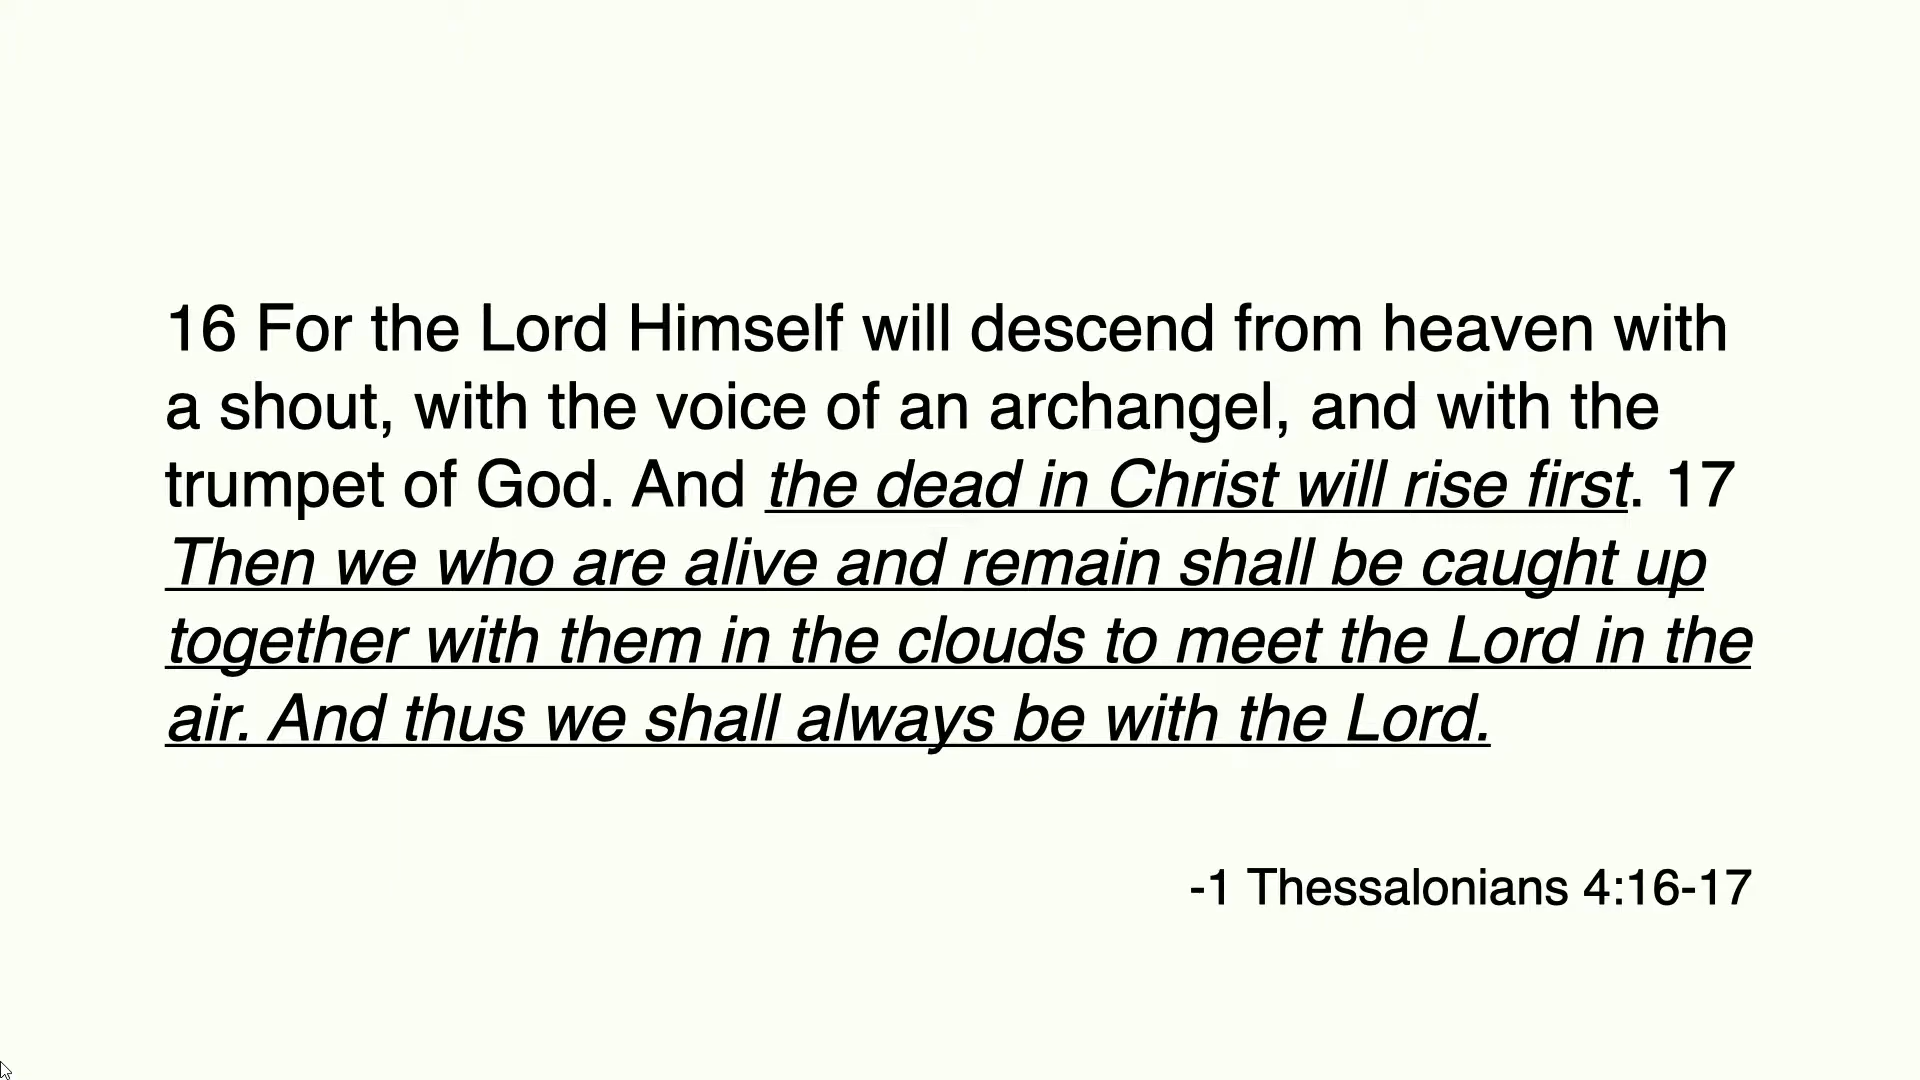 16 For the Lord Himself will descend from heaven with
a shout, with the voice of an archangel, and with the
trumpet of God. And the dead in Christ will rise first. 17
Then we who are alive and remain shall be caught up
together with them in the clouds to meet the Lord in the
air. And thus we shall always be with the Lord.
-1 Thessalonians 4:16-17